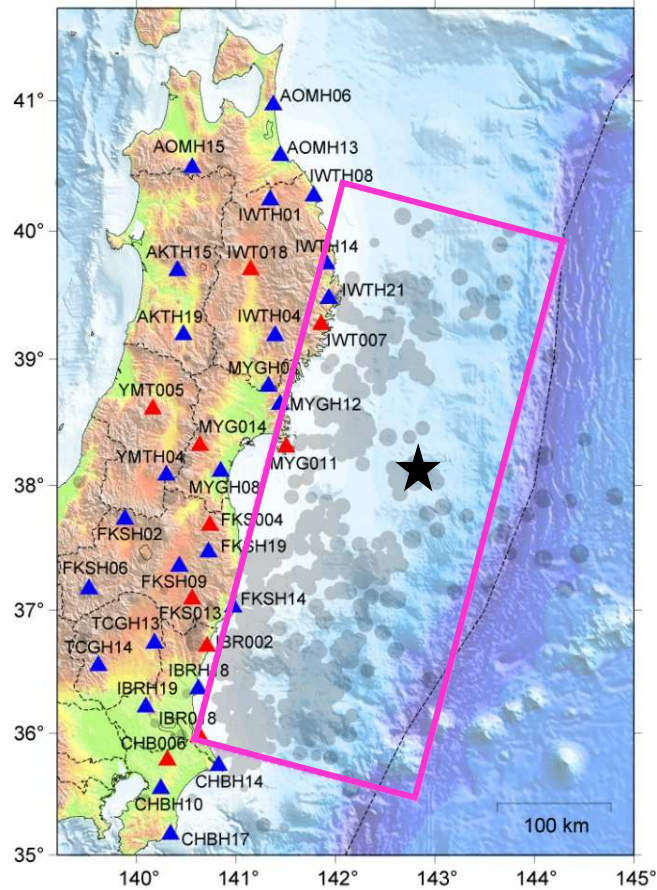 41°
AOMH06
AOMH15
AOMH13
IWTH08
IWTH01
40°
IWTH14
AKTH15
IWT018
IWTH21
AKTH19
IWTH04
IWT007
39°
YMT005
MYGH12
MYG014
YMTH04
MYG011
38°
MYGH08
FKS004
FKSH02
FKSH19
FKSH06
FKSH09
FKSH14
37°
FKS013
TCGH13
IBR002
TCGH14
IBRH18
IBRH19
IBR018
36°
CHB006
CHBH14
CHBH10
100 km
CHBH17
35°
140°
141°
142°
143°
144°
145°